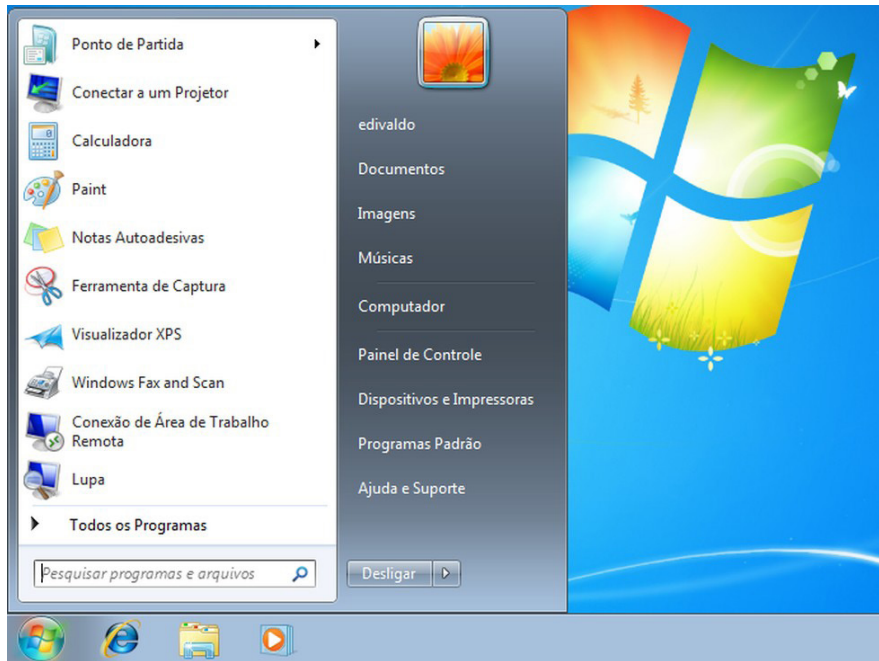 Ponto de Partida
Conectar a um Projetor
Calculadora
Paint
Notas Autoadesivas
Ferramenta de Captura
Visualizador XPS
Windows Fax and Scan
Conexão de Área de Trabalho
Remota
Lupa
Todos os Programas
Pesquisar programas e arquivos
edivaldo
Documentos
Imagens
Músicas
Computador
Painel de Controle
Dispositivos e Impressoras
Programas Padrão
Ajuda e Suporte
Desligar